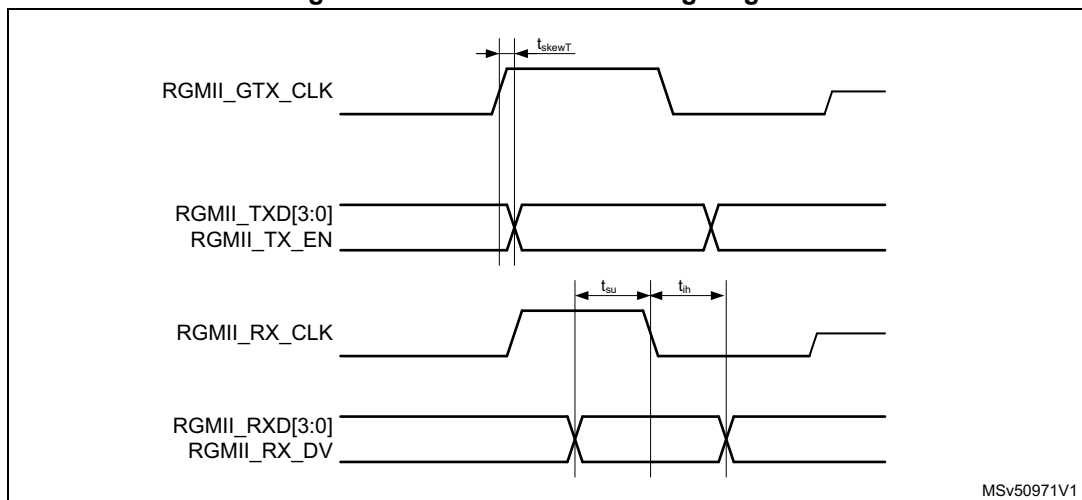 tskewT
RGMII_GTX_CLK
RGMII_TXD[3:0]
RGMII_TX_EN
tsu
tih
RGMII_RX_CLK
RGMII_RXD[3:0]
RGMII_RX_DV
MSv50971V1